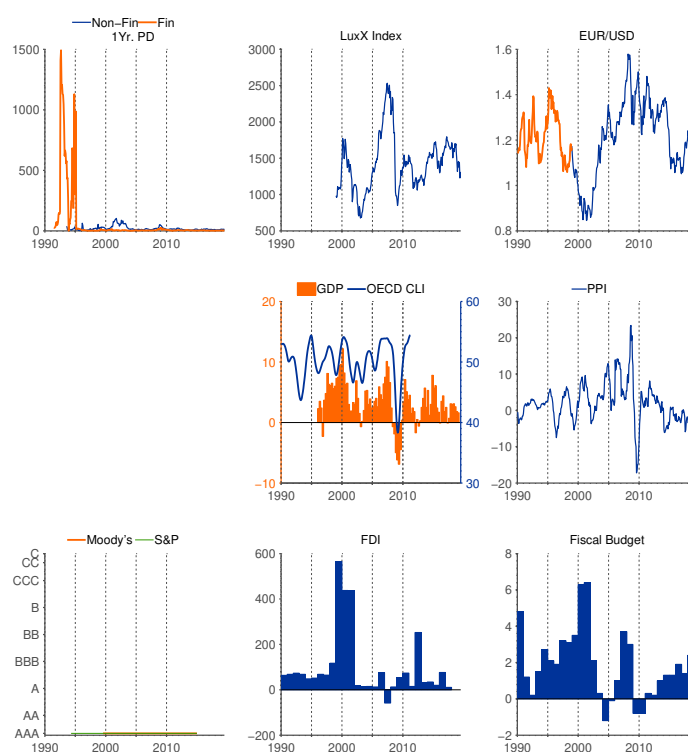 Non-Fin Fin
1Yr. PD
1500
1000
500
0
1990 2000 2010
LuxX Index
3000
2500
2000
1500
1000
500
1990 2000 2010
EUR/USD
1.6
1.4
1.2
1
0.8
1990 2000 2010
GDP OECD CLI
20
10
0
−10
60
50
40
30
1990 2000 2010
PPI
30
20
10
0
−10
−20
1990 2000 2010
Moody's S&P
C
CC
CCC
B
BB
BBB
A
AA
AAA
1990 2000 2010
FDI
600
400
200
0
−200
1990 2000 2010
Fiscal Budget
8
6
4
2
0
−2
1990 2000 2010